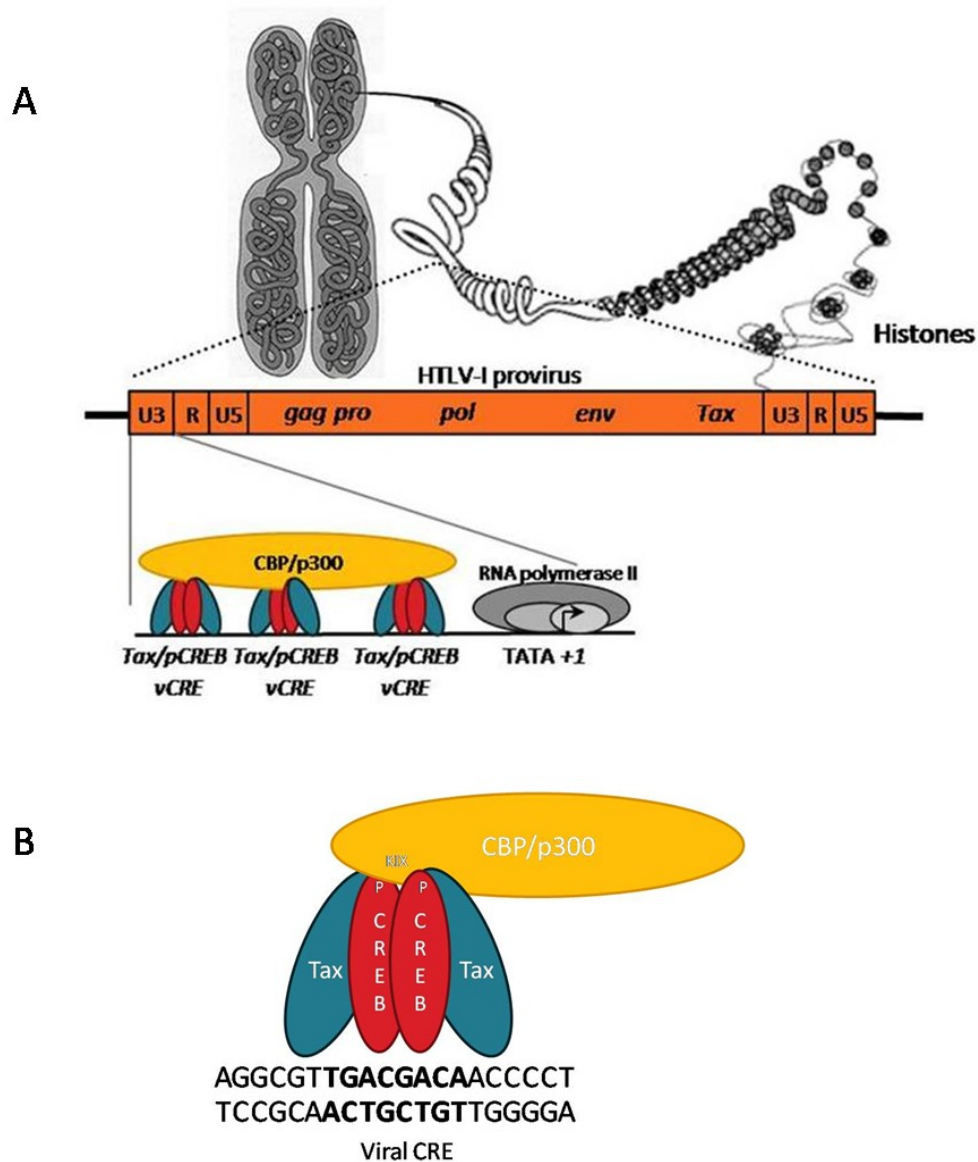 A
Histones
HTLV-I provirus
U3 R U5 gag pro pol env Tax U3 R U5
CBP/p300
RNA polymerase II
Tax/pCREB Tax/pCREB Tax/pCREB TATA +1
vCRE vCRE vCRE
B
CBP/p300
KIX
P P
C C
R R
Tax E E Tax
B B
AGGCGTTGACGACAACCCCT
TCCGCAACTGCTGTTGGGGA
Viral CRE